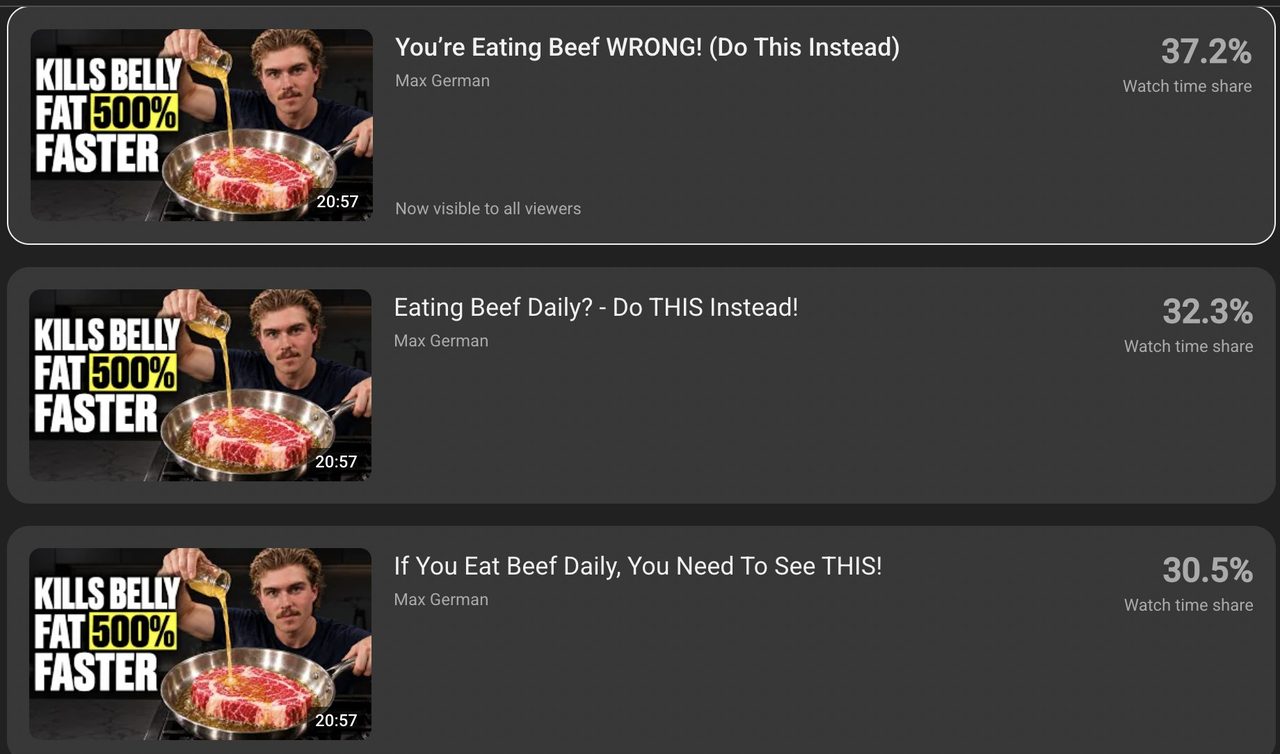 KILLS BELLY
FAT 500%
FASTER
20:57
You’re Eating Beef WRONG! (Do This Instead)
Max German
Now visible to all viewers
37.2%
Watch time share
KILLS BELLY
FAT 500%
FASTER
20:57
Eating Beef Daily? - Do THIS Instead!
Max German
32.3%
Watch time share
KILLS BELLY
FAT 500%
FASTER
20:57
If You Eat Beef Daily, You Need To See THIS!
Max German
30.5%
Watch time share